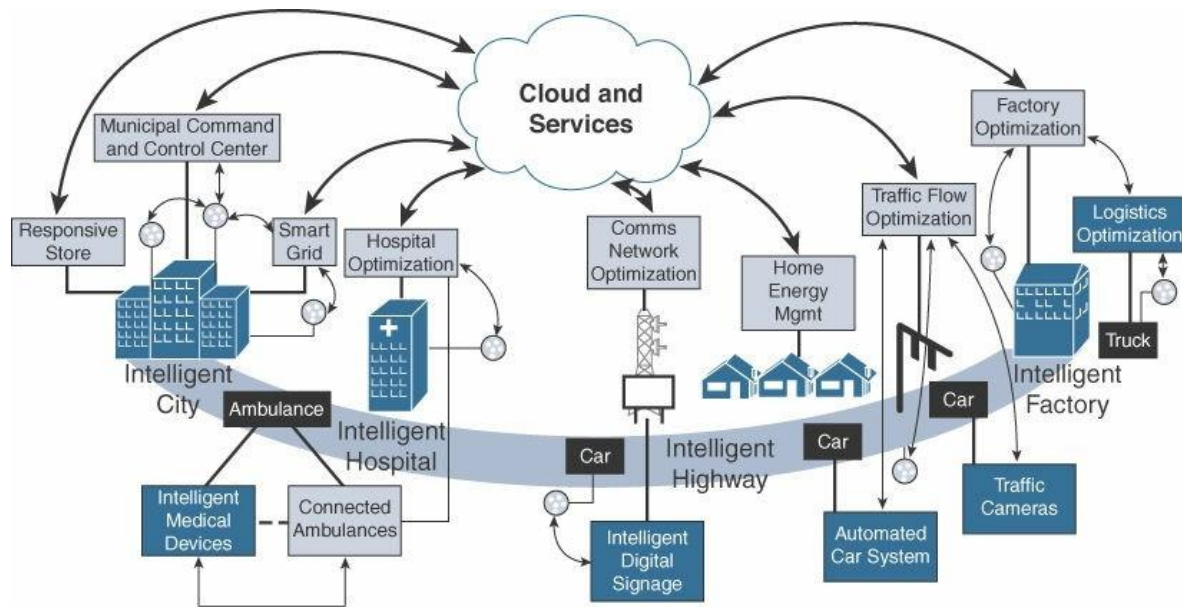 Cloud and
Services
Municipal Command
and Control Center
Factory
Optimization
Responsive
Store
Smart
Grid
Hospital
Optimization
Comms
Network
Optimization
Home
Energy
Mgmt
Traffic Flow
Optimization
Logistics
Optimization
Truck
Intelligent
City
Ambulance
Intelligent
Hospital
Car
Intelligent
Highway
Car
Car
Intelligent
Factory
Intelligent
Medical
Devices
Connected
Ambulances
Intelligent
Digital
Signage
Automated
Car System
Traffic
Cameras